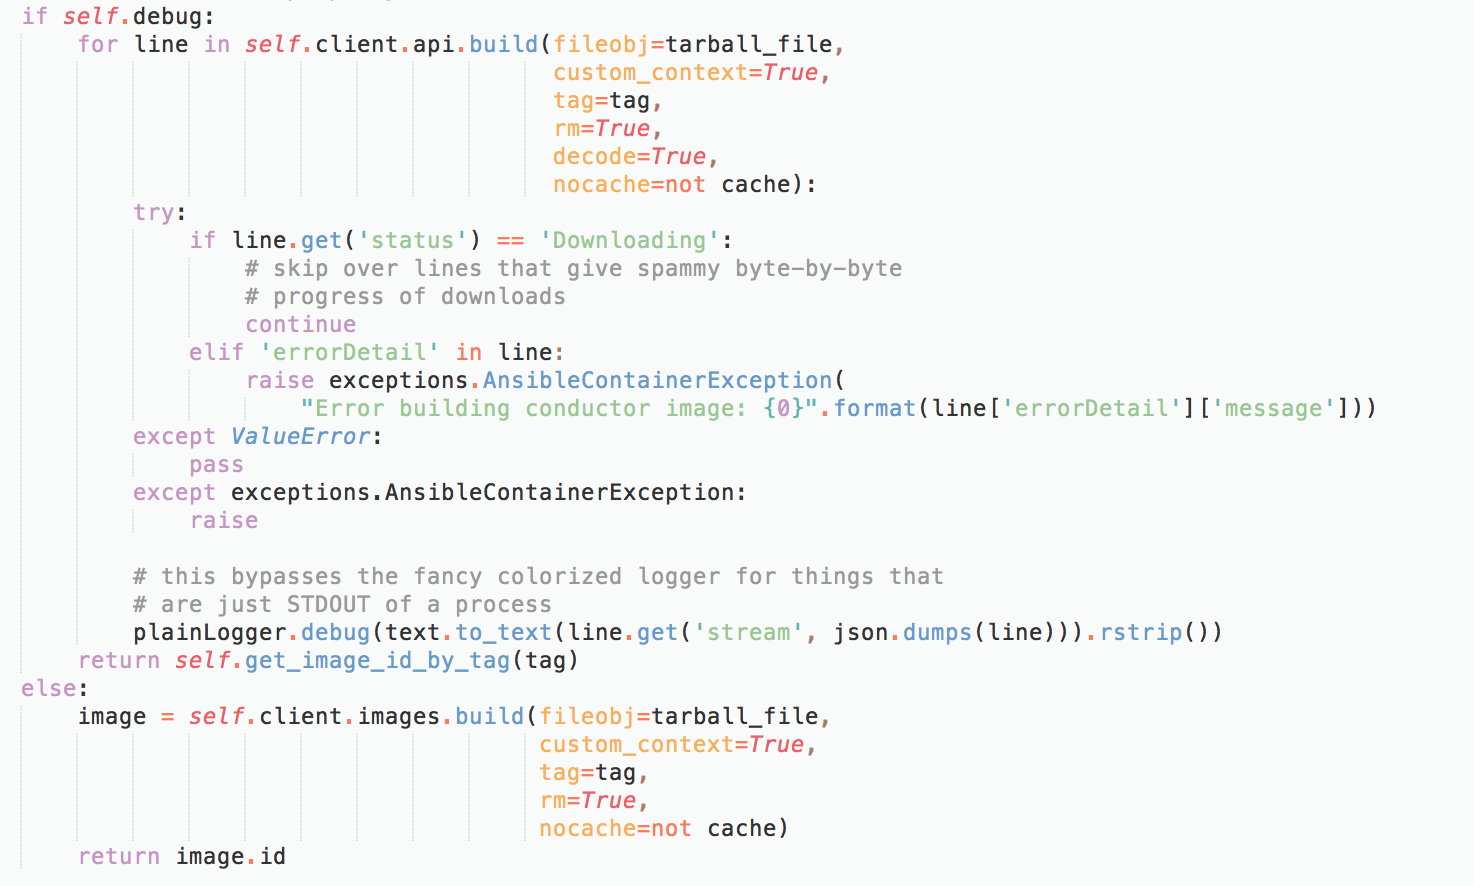 if self.debug:
    for line in self.client.api.build(fileobj=tarball_file,
                                      custom_context=True,
                                      tag=tag,
                                      rm=True,
                                      decode=True,
                                      nocache=not cache):
        try:
            if line.get('status') == 'Downloading':
                # skip over lines that give spammy byte-by-byte
                # progress of downloads
                continue
            elif 'errorDetail' in line:
                raise exceptions.AnsibleContainerException(
                    "Error building conductor image: {0}".format(line['errorDetail']['message']))
        except ValueError:
            pass
        except exceptions.AnsibleContainerException:
            raise

        # this bypasses the fancy colorized logger for things that
        # are just STDOUT of a process
        plainLogger.debug(text.to_text(line.get('stream', json.dumps(line))).rstrip())
    return self.get_image_id_by_tag(tag)
else:
    image = self.client.images.build(fileobj=tarball_file,
                                     custom_context=True,
                                     tag=tag,
                                     rm=True,
                                     nocache=not cache)
    return image.id